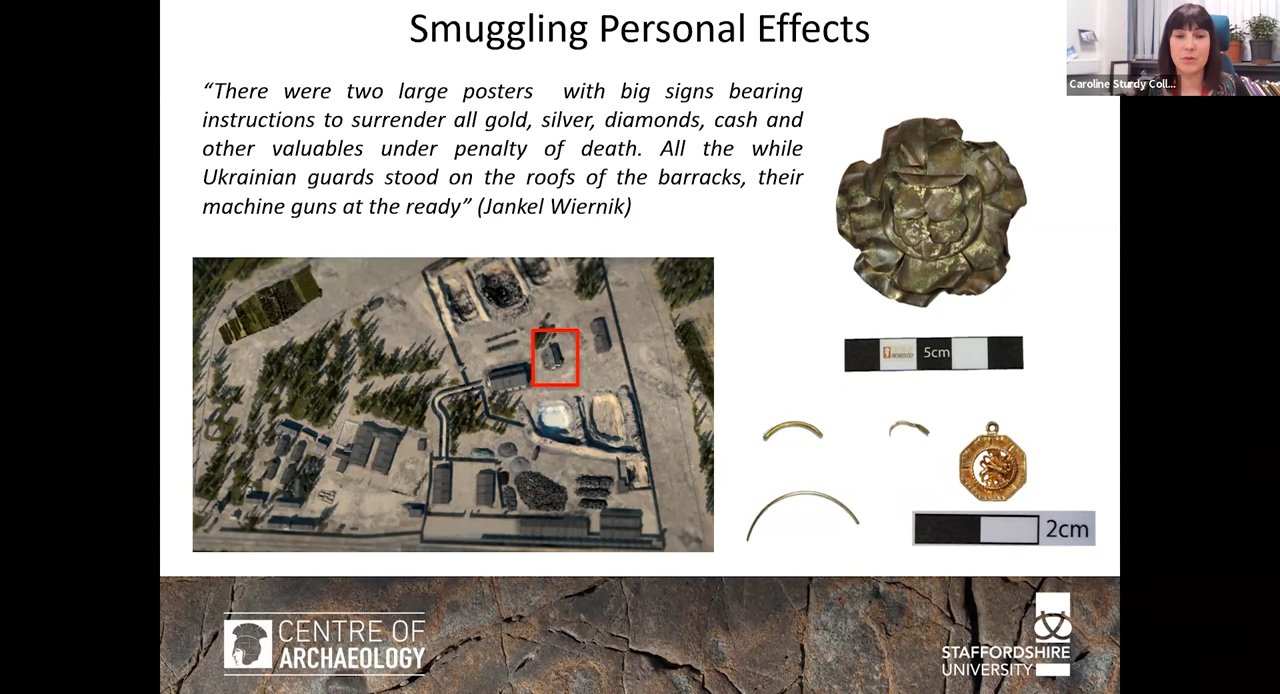 Smuggling Personal Effects
Caroline Sturdy Coll...
“There were two large posters with big signs bearing
instructions to surrender all gold, silver, diamonds, cash and
other valuables under penalty of death. All the while
Ukrainian guards stood on the roofs of the barracks, their
machine guns at the ready” (Jankel Wiernik)
5cm
2cm
CENTRE OF
ARCHAEOLOGY
STAFFORDSHIRE
UNIVERSITY